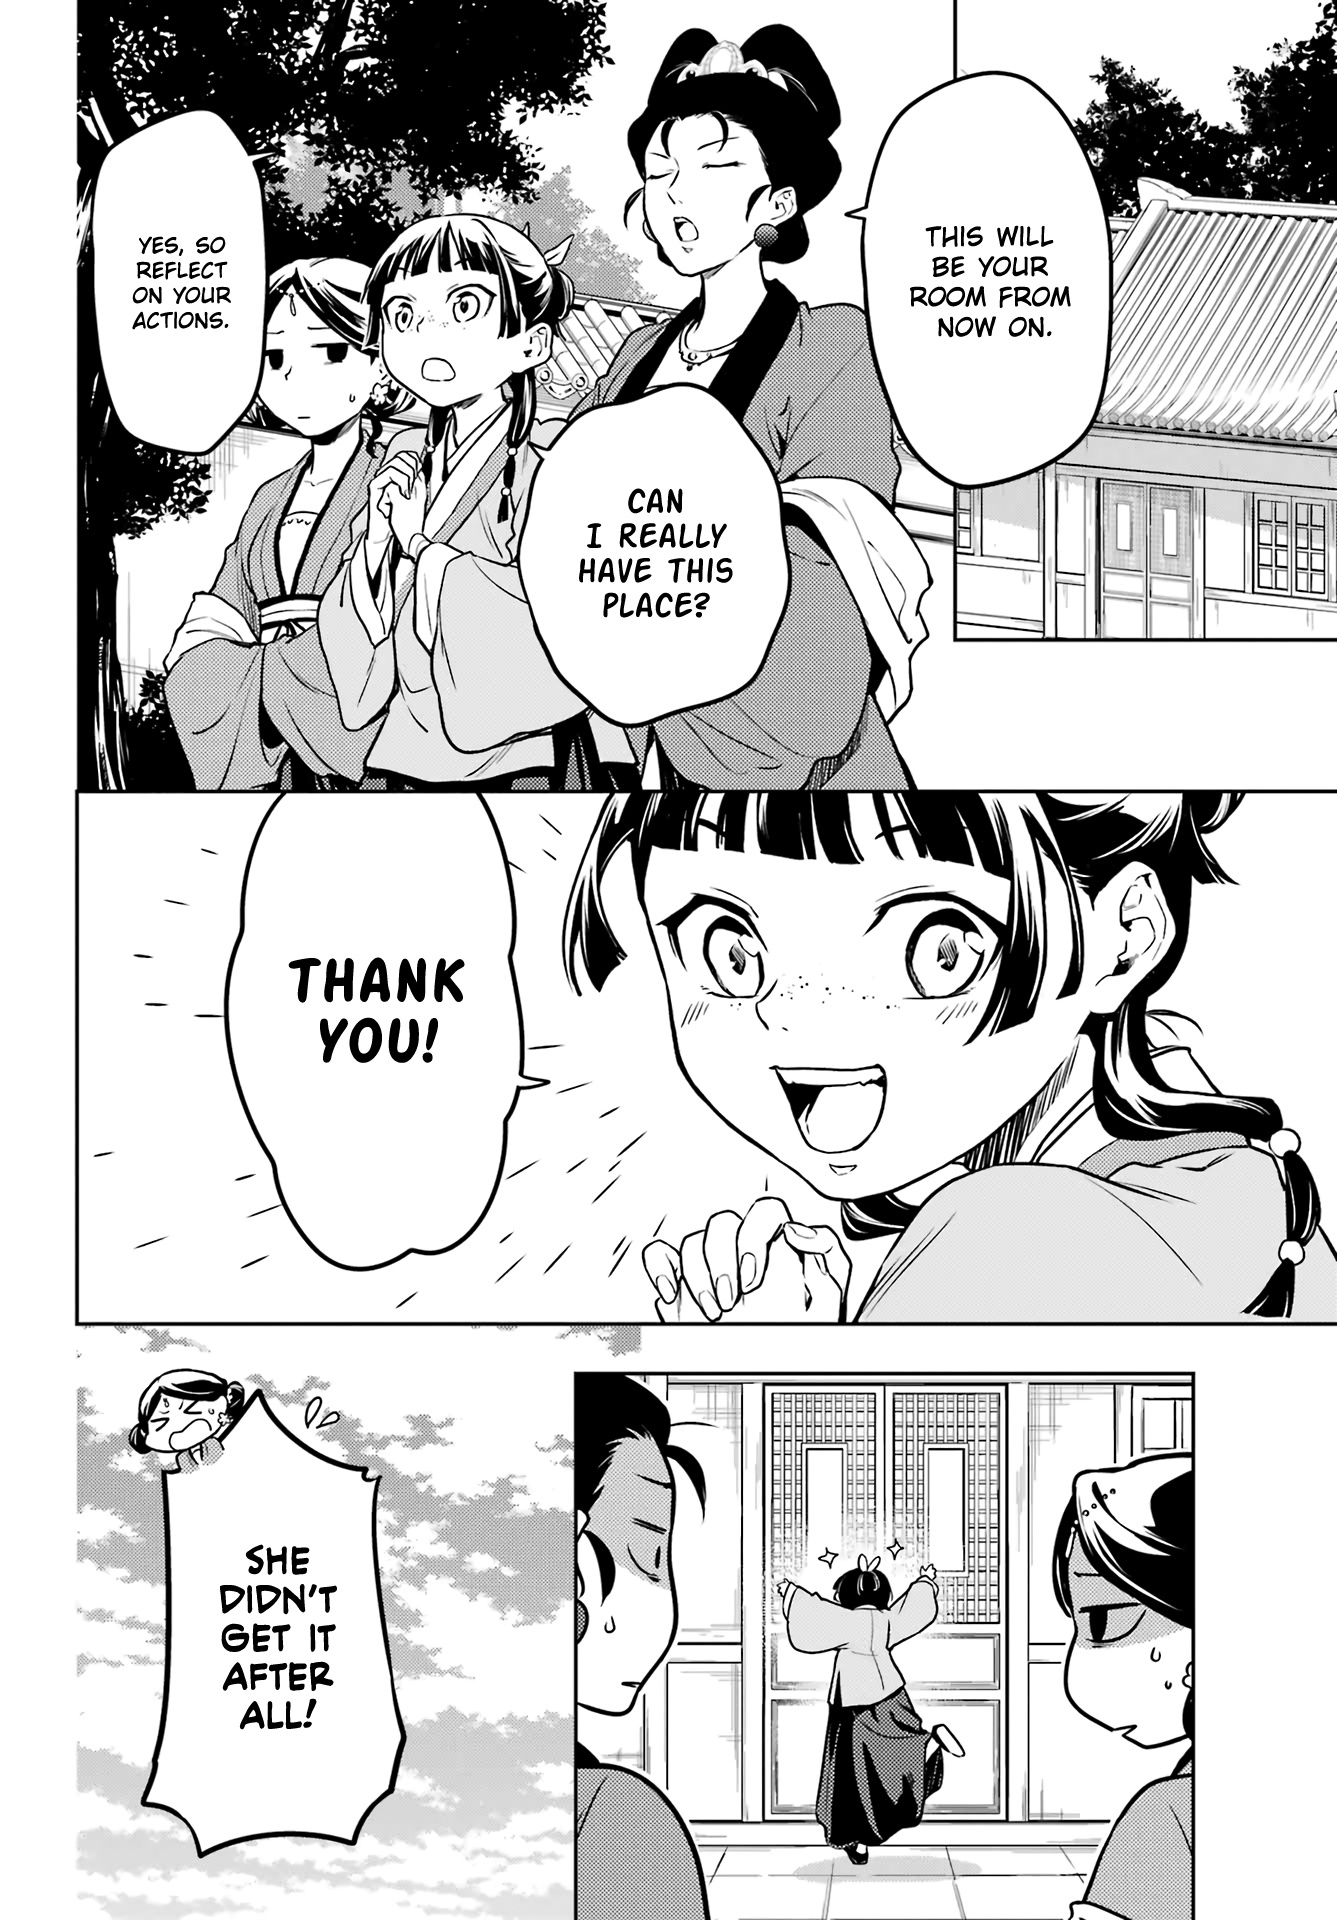 THIS WILL
BE YOUR
ROOM FROM
NOW ON.
CAN
I REALLY
HAVE THIS
PLACE?
YES, SO
REFLECT
ON YOUR
ACTIONS.
THANK
YOU!
SHE
DIDN'T
GET IT
AFTER
ALL!